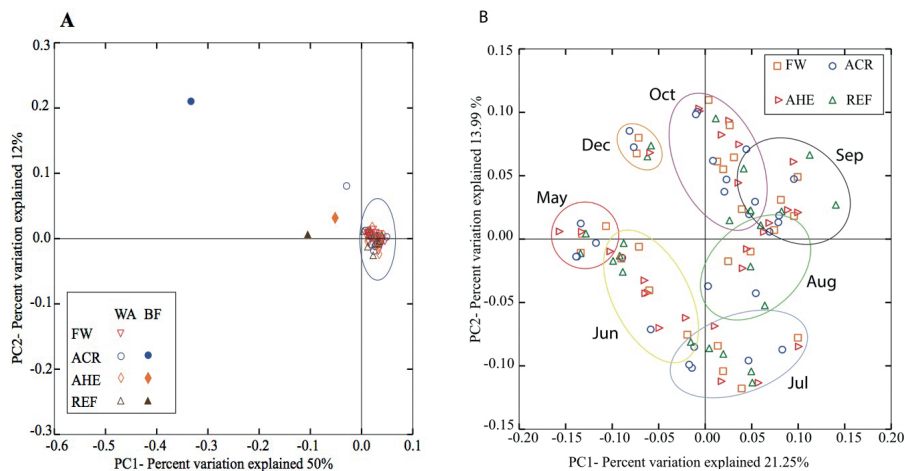 A
0.3
0.2
0.1
0.0
-0.1
-0.2
-0.3
PC2- Percent variation explained 12%
WA BF
FW
ACR
AHE
REF
-0.6 -0.5 -0.4 -0.3 -0.2 -0.1 0.0 0.1
PC1- Percent variation explained 50%
B
0.15
0.10
0.05
0.00
-0.05
-0.10
-0.15
PC2- Percent variation explained 13.99 %
FW ACR
AHE REF
Oct
Dec
Sep
May
Aug
Jun
Jul
-0.20 -0.15 -0.10 -0.05 0.00 0.05 0.10 0.15 0.20
PC1- Percent variation explained 21.25%